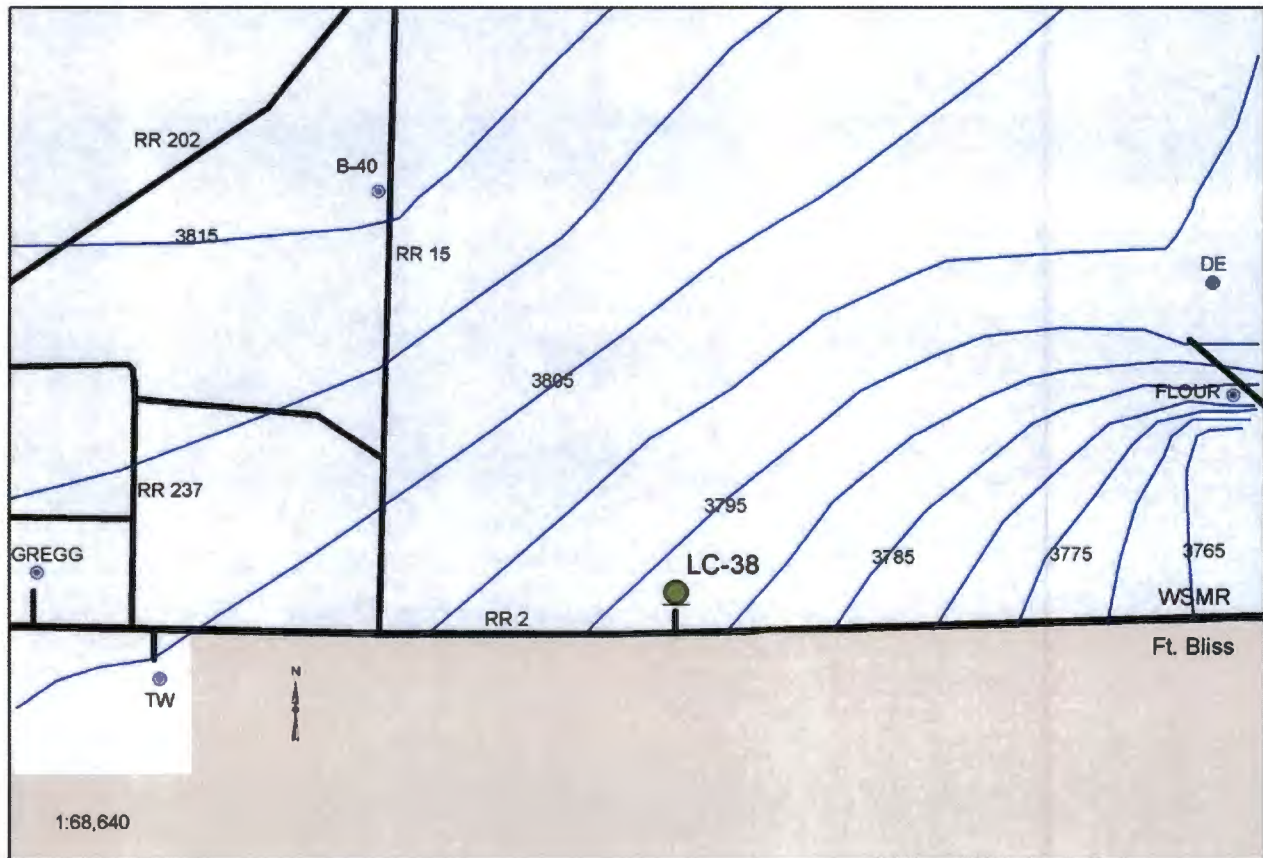 RR 202
B-40
3815
RR 15
DE
3805
FLOUR
RR 237
3795
GREGG
3785
3775
3765
LC-38
WSMR
RR 2
Ft. Bliss
N
TW
1:68,640